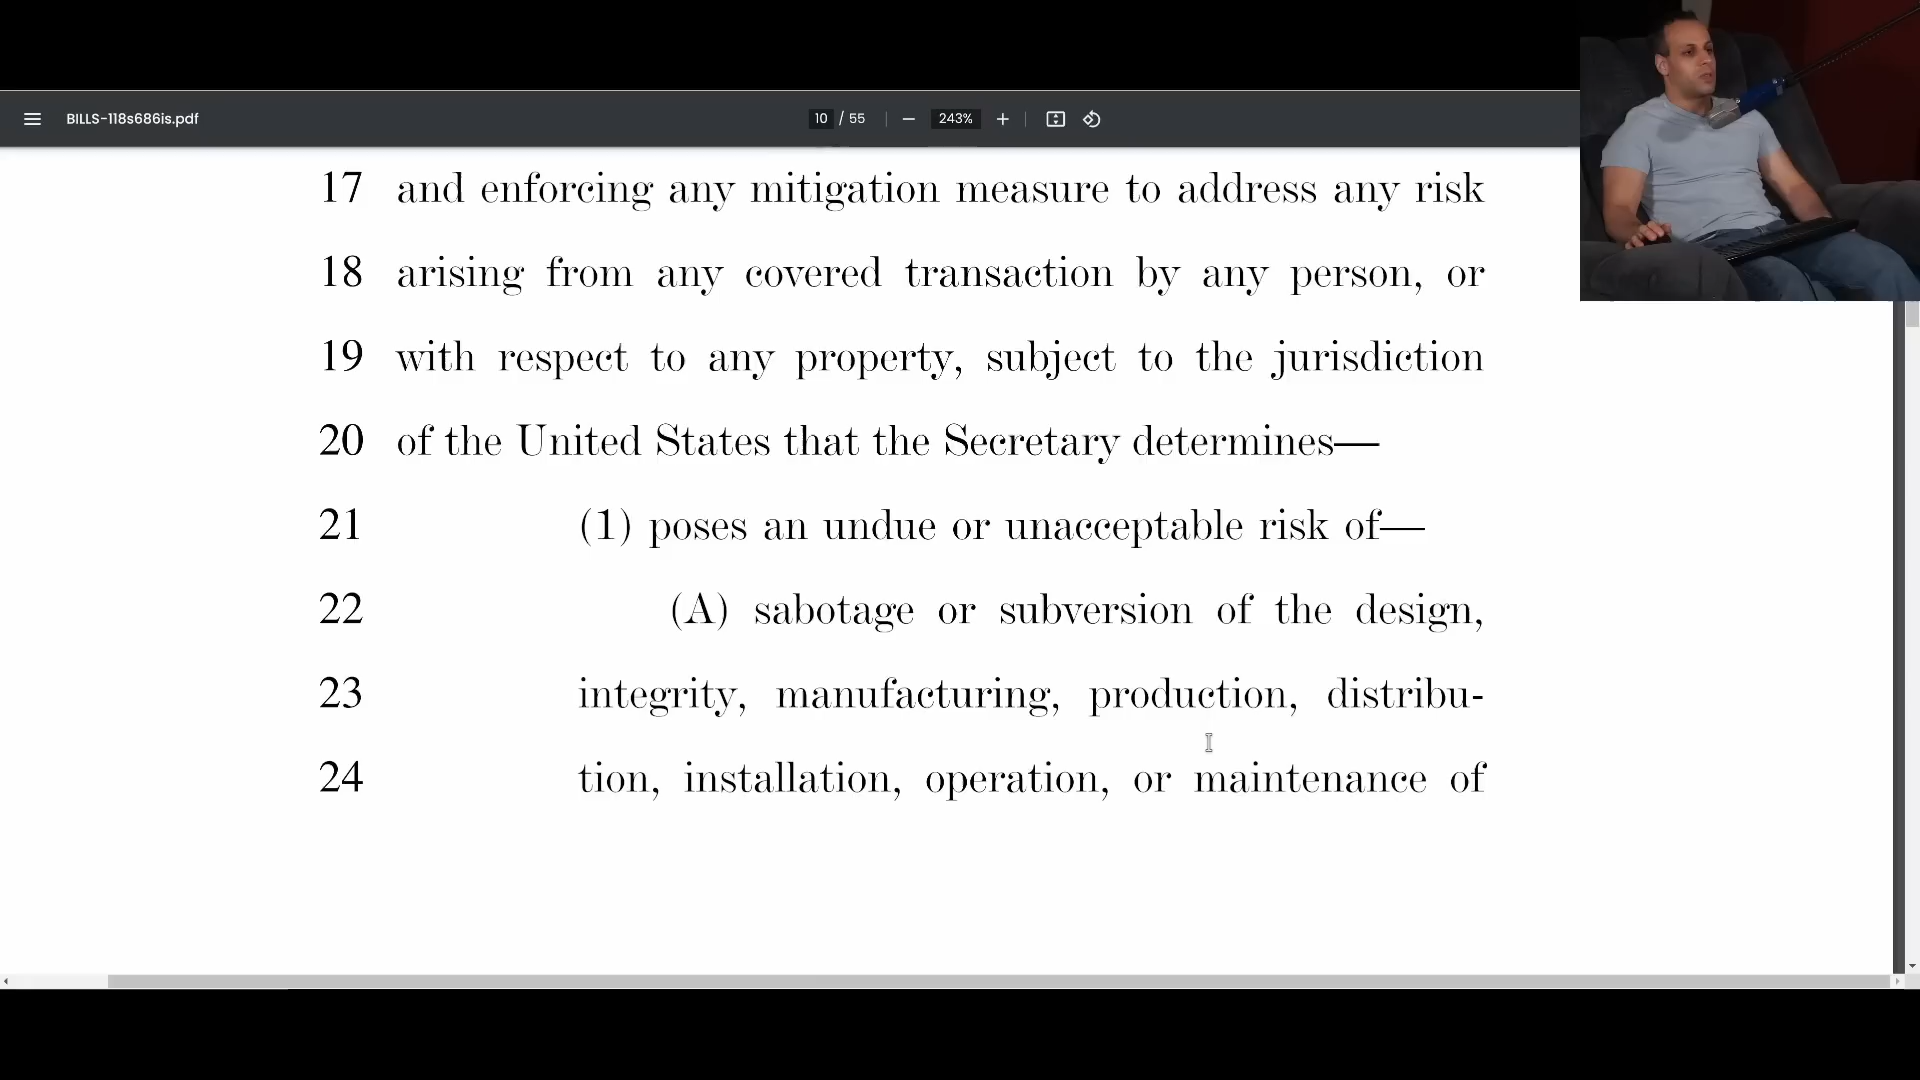 BILLS-118s686is.pdf
10 / 55
243%
17 and enforcing any mitigation measure to address any risk
18 arising from any covered transaction by any person, or
19 with respect to any property, subject to the jurisdiction
20 of the United States that the Secretary determines—
21 (1) poses an undue or unacceptable risk of—
22 (A) sabotage or subversion of the design,
23 integrity, manufacturing, production, distribu-
24 tion, installation, operation, or maintenance of